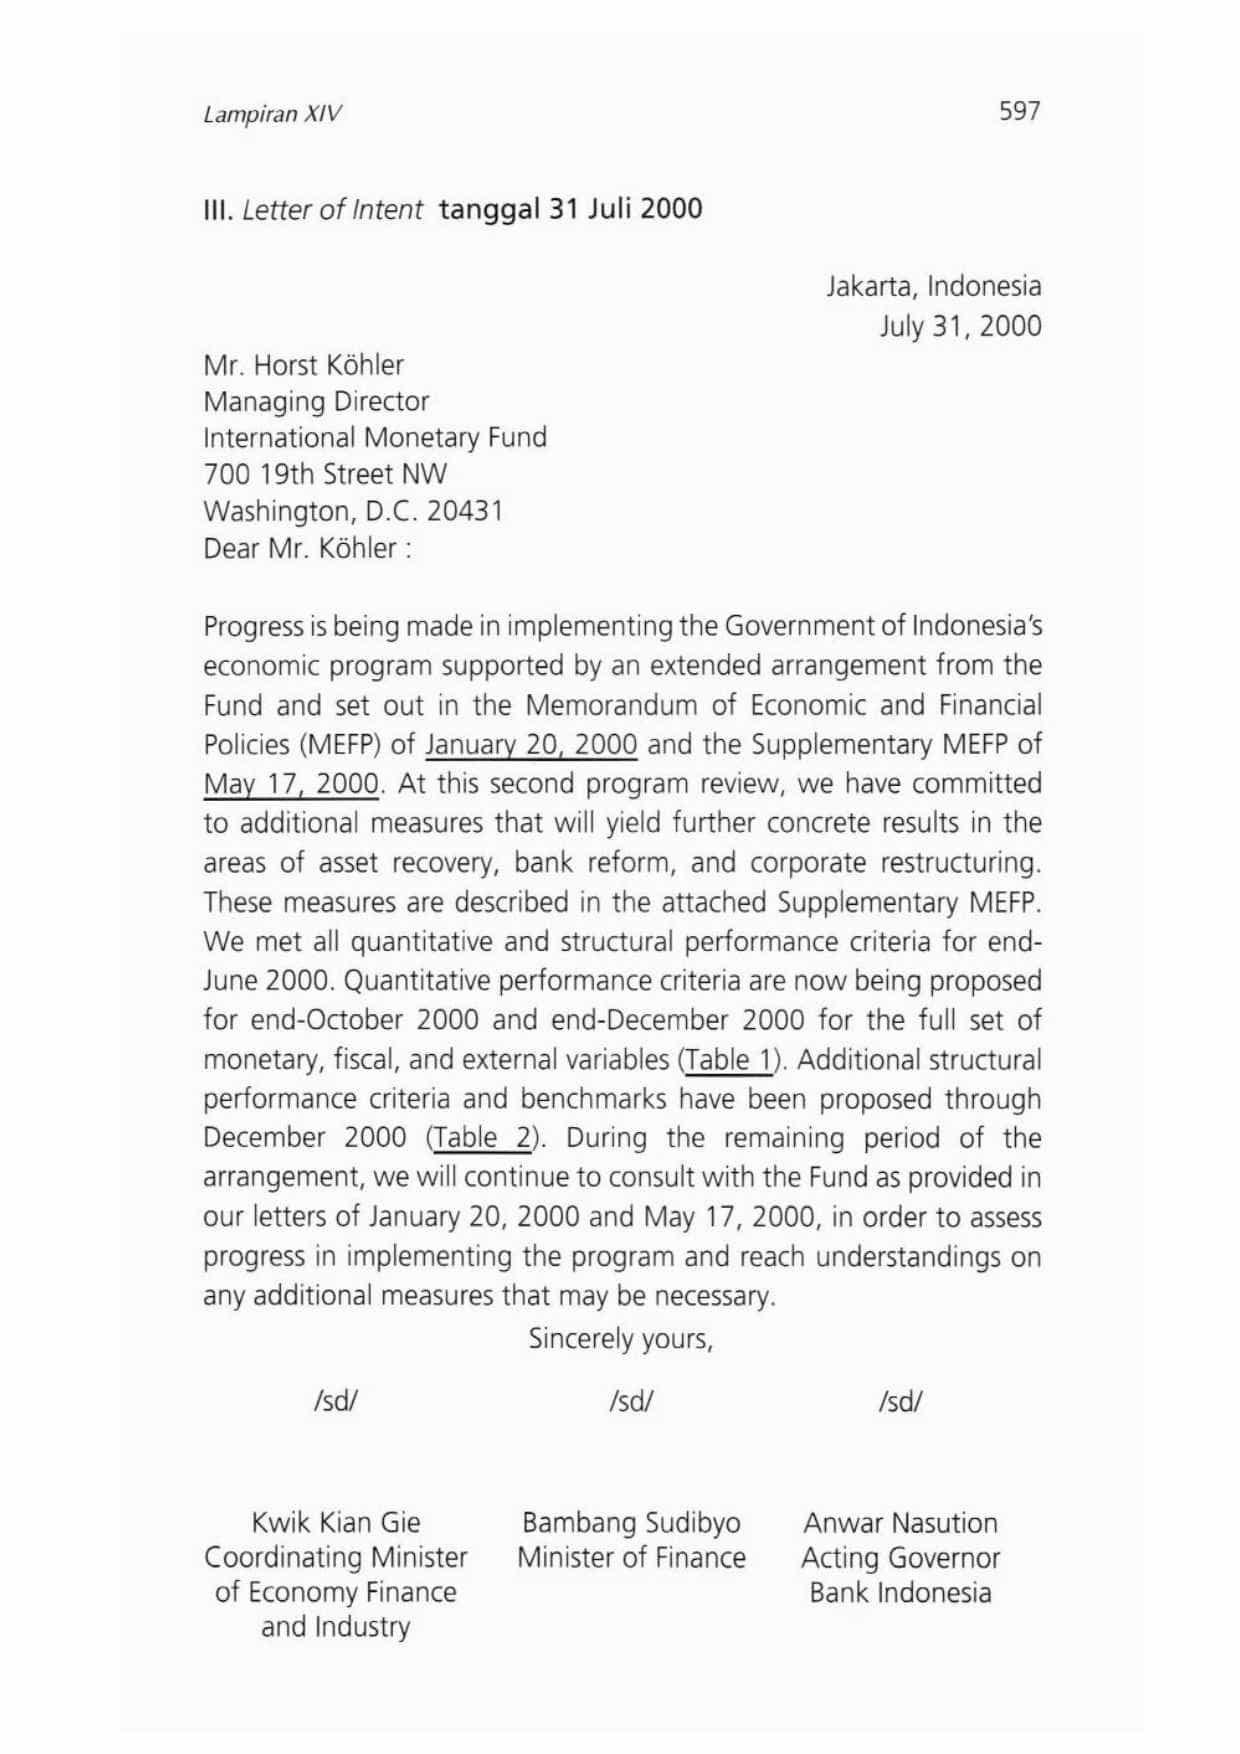 Lampiran XIV 597
III. Letter of Intent tanggal 31 Juli 2000
Jakarta, Indonesia
July 31, 2000
Mr. Horst Köhler
Managing Director
International Monetary Fund
700 19th Street NW
Washington, D.C. 20431
Dear Mr. Köhler :
Progress is being made in implementing the Government of Indonesia's
economic program supported by an extended arrangement from the
Fund and set out in the Memorandum of Economic and Financial
Policies (MEFP) of January 20, 2000 and the Supplementary MEFP of
May 17, 2000. At this second program review, we have committed
to additional measures that will yield further concrete results in the
areas of asset recovery, bank reform, and corporate restructuring.
These measures are described in the attached Supplementary MEFP.
We met all quantitative and structural performance criteria for end-
June 2000. Quantitative performance criteria are now being proposed
for end-October 2000 and end-December 2000 for the full set of
monetary, fiscal, and external variables (Table 1). Additional structural
performance criteria and benchmarks have been proposed through
December 2000 (Table 2). During the remaining period of the
arrangement, we will continue to consult with the Fund as provided in
our letters of January 20, 2000 and May 17, 2000, in order to assess
progress in implementing the program and reach understandings on
any additional measures that may be necessary.
Sincerely yours,
/sd/ /sd/ /sd/
Kwik Kian Gie Bambang Sudibyo Anwar Nasution
Coordinating Minister Minister of Finance Acting Governor
of Economy Finance Bank Indonesia
and Industry